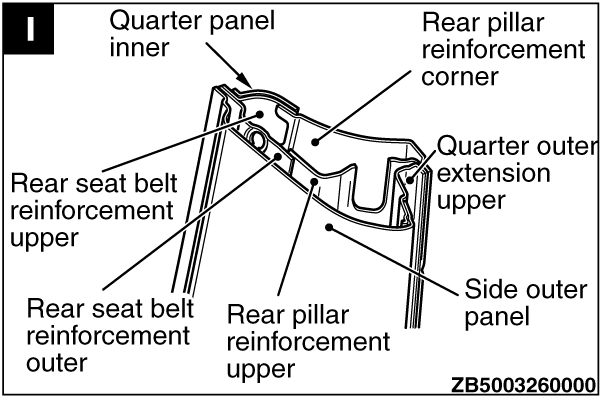 I
Quarter panel
inner
Rear pillar
reinforcement
corner
Quarter outer
extension
upper
Rear seat belt
reinforcement
upper
Side outer
panel
Rear seat belt
reinforcement
outer
Rear pillar
reinforcement
upper
ZB5003260000